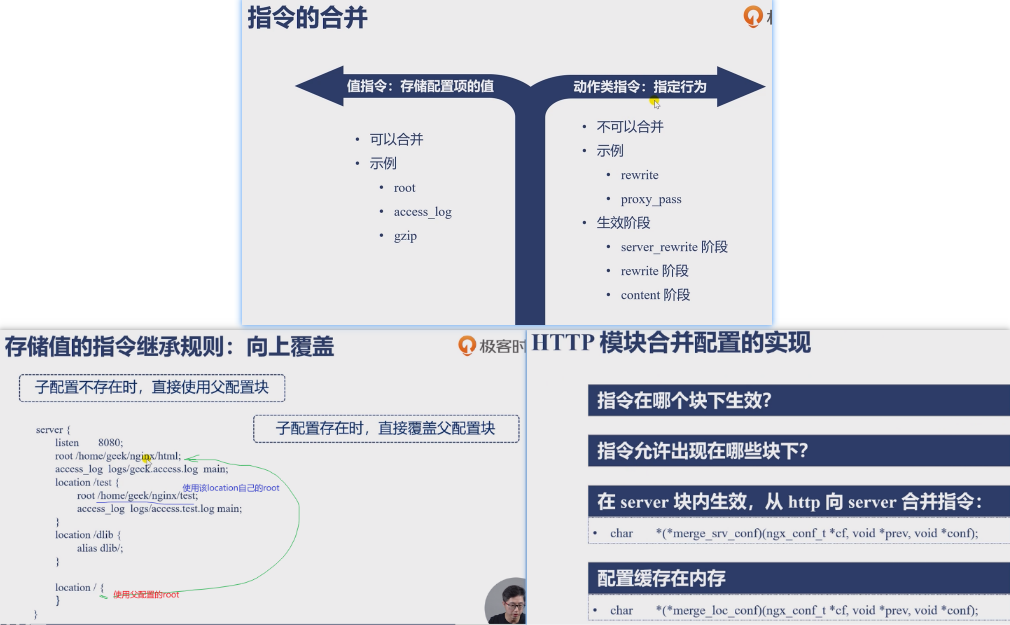 指令的合并
值指令：存储配置项的值
动作类指令：指定行为
• 可以合并
• 示例
• root
• access_log
• gzip
• 不可以合并
• 示例
• rewrite
• proxy_pass
• 生效阶段
• server_rewrite 阶段
• rewrite 阶段
• content 阶段
存储值的指令继承规则：向上覆盖
极客时
子配置不存在时，直接使用父配置块
子配置存在时，直接覆盖父配置块
server {
listen 8080;
root /home/geek/nginx/html;
access_log logs/geek.access.log main;
location /test {
使用该location自己的root
root /home/geek/nginx/test;
access_log logs/access.test.log main;
}
location /dlib {
alias dlib/;
}
location / {
使用父配置的root
}
}
HTTP 模块合并配置的实现
指令在哪个块下生效？
指令允许出现在哪些块下？
在 server 块内生效，从 http 向 server 合并指令：
• char *(*merge_srv_conf)(ngx_conf_t *cf, void *prev, void *conf);
配置缓存在内存
• char *(*merge_loc_conf)(ngx_conf_t *cf, void *prev, void *conf);